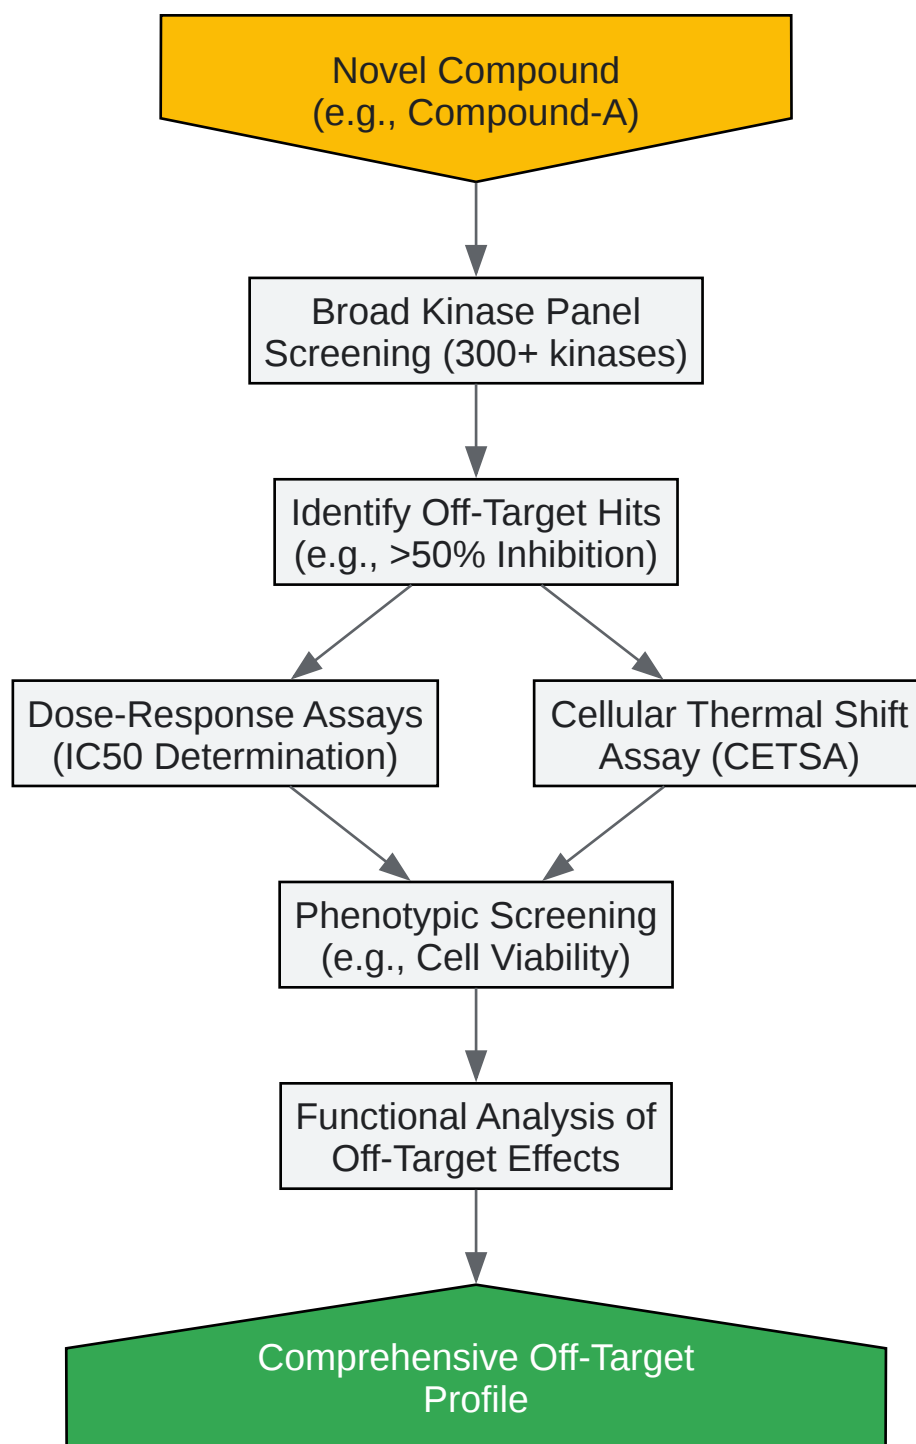 Novel Compound
(e.g., Compound-A)
Broad Kinase Panel
Screening (300+ kinases)
Identify Off-Target Hits
(e.g., >50% Inhibition)
Dose-Response Assays
(IC50 Determination)
Cellular Thermal Shift
Assay (CETSA)
Phenotypic Screening
(e.g., Cell Viability)
Functional Analysis of
Off-Target Effects
Comprehensive Off-Target
Profile